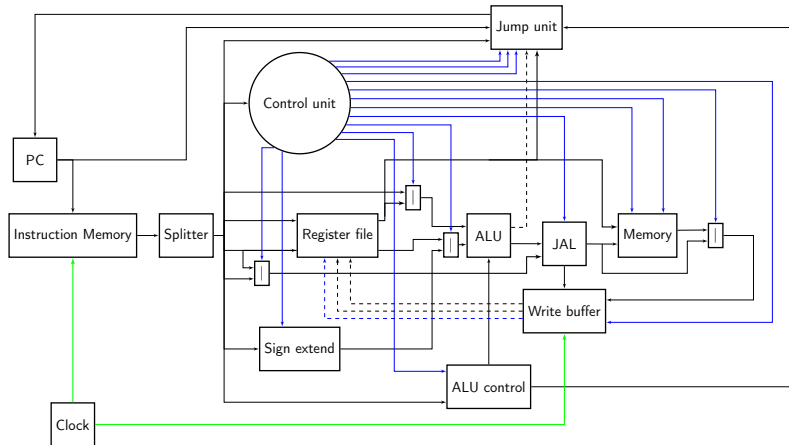 Jump unit
Control unit
PC
Instruction Memory
Splitter
Register file
ALU
JAL
Memory
Write buffer
Sign extend
ALU control
Clock